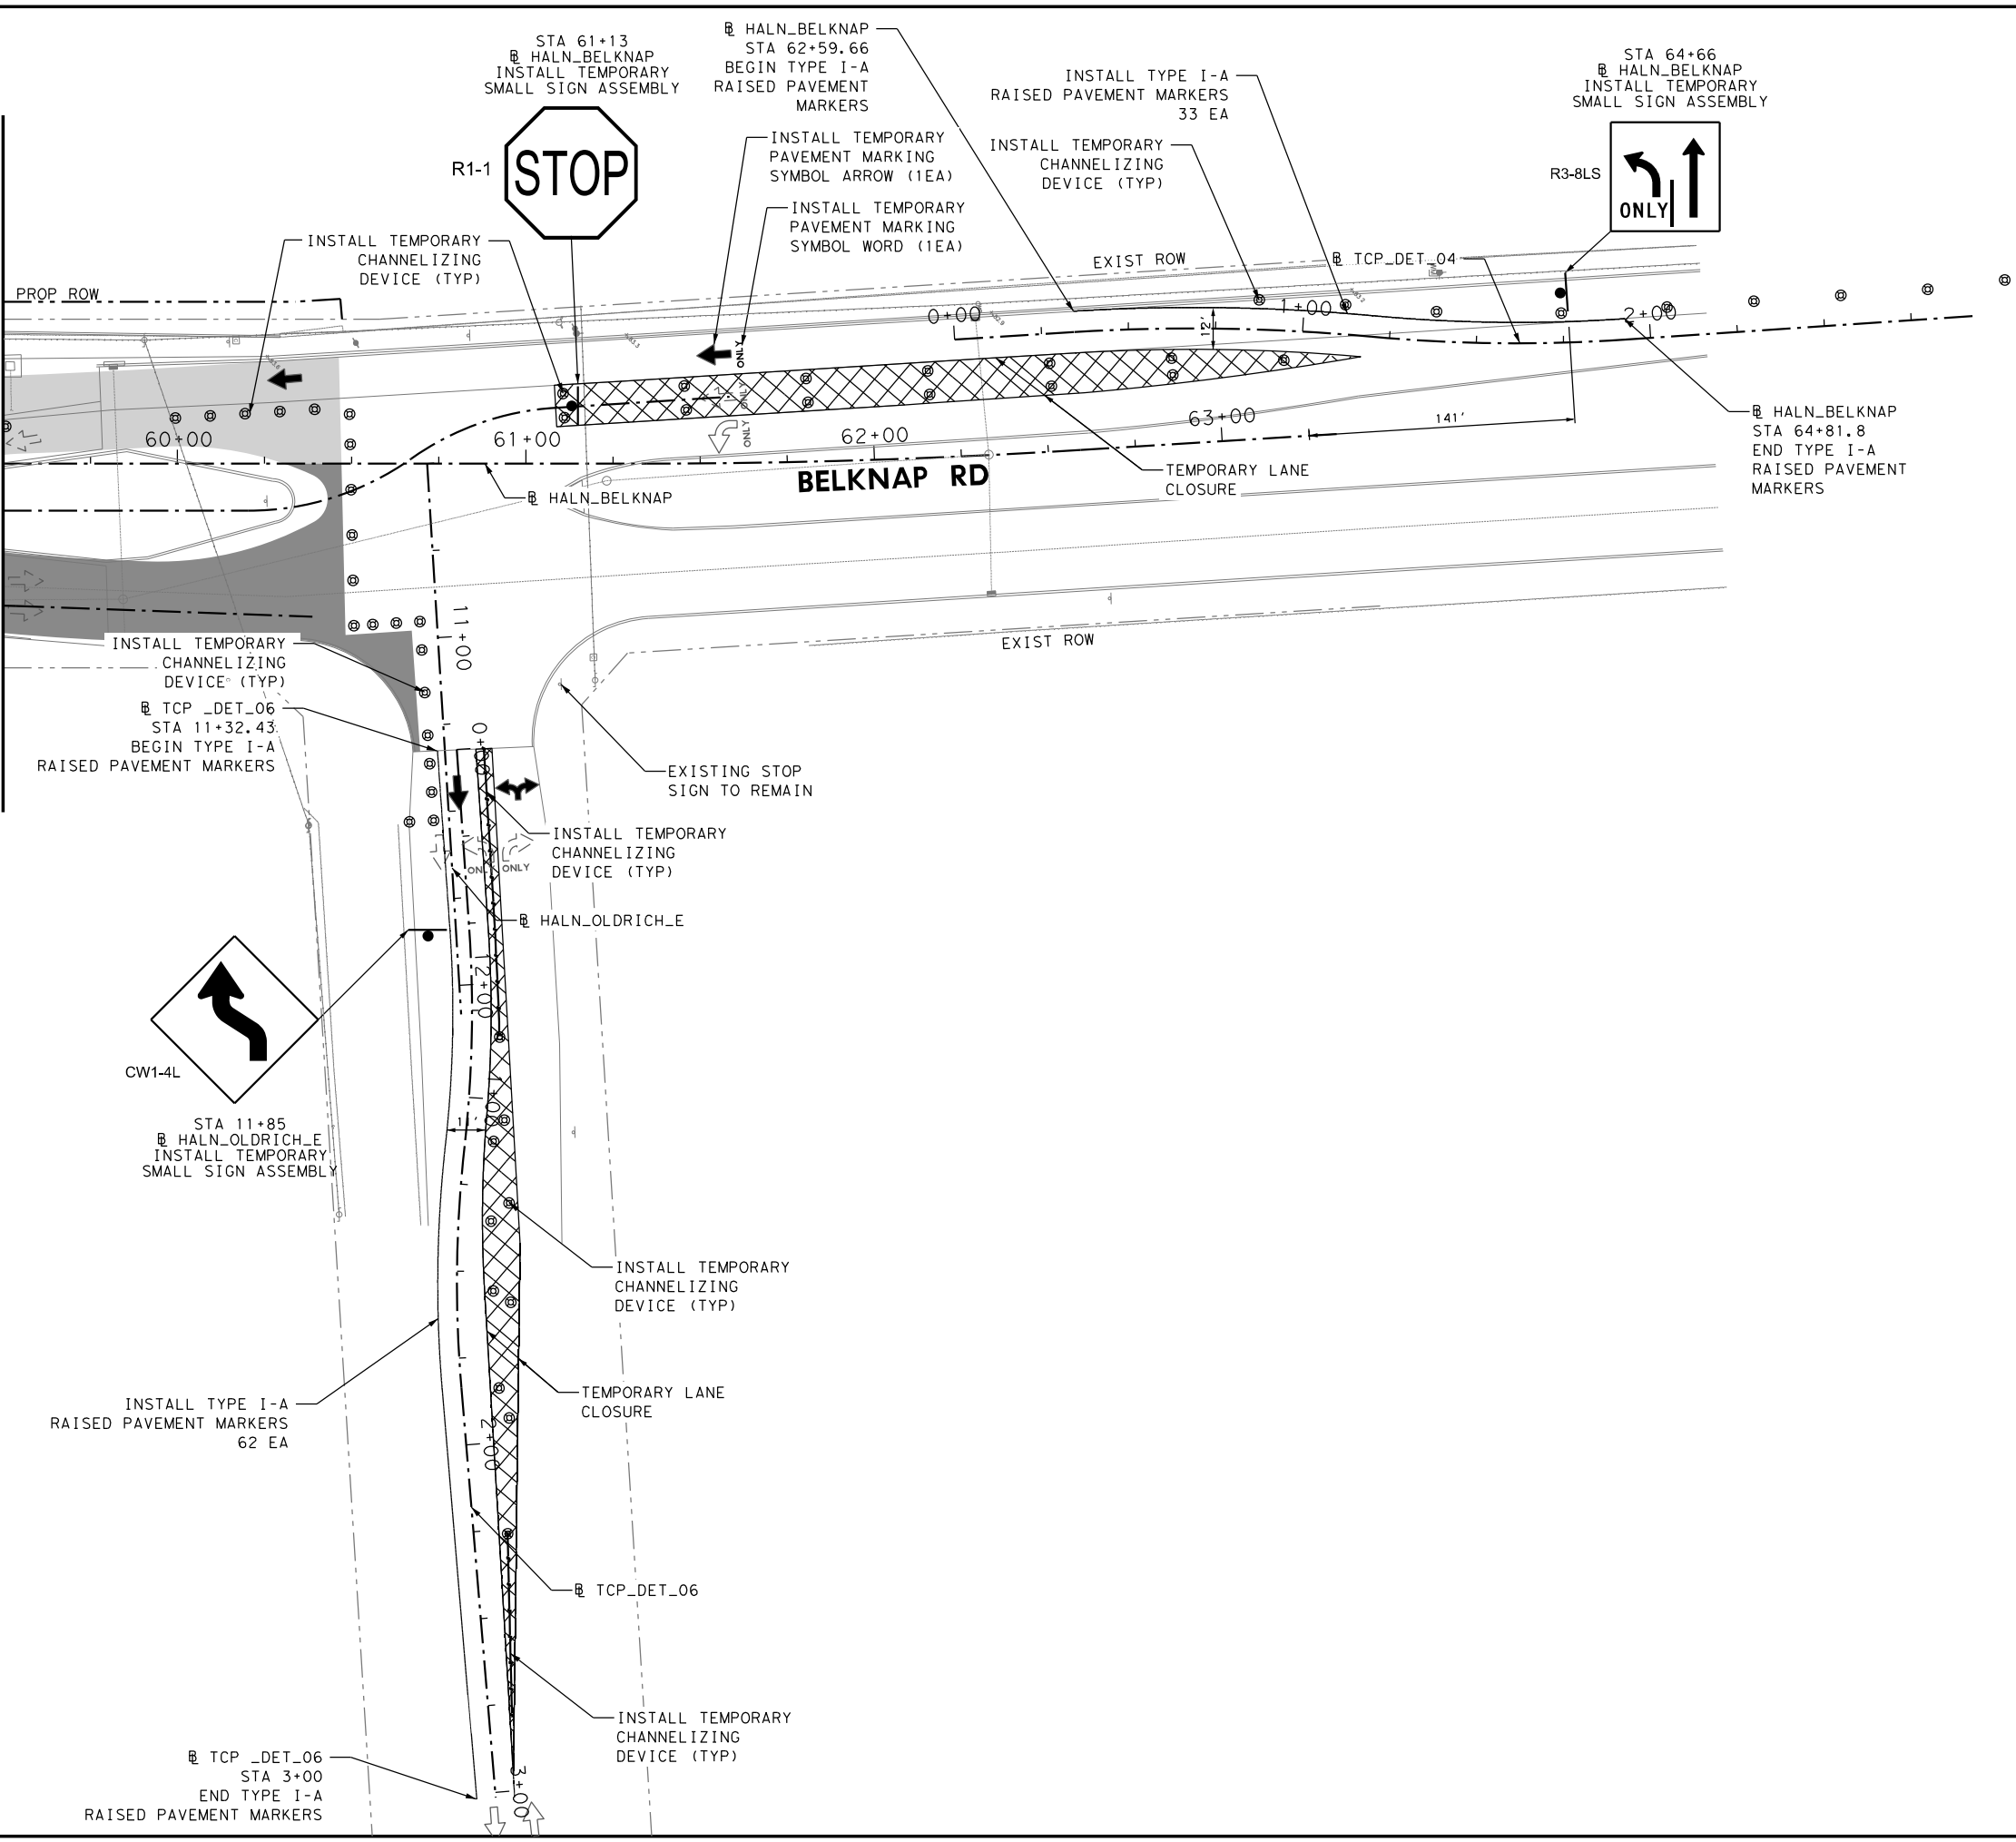 STA 61+13
℄ HALN_BELKNAP
INSTALL TEMPORARY
SMALL SIGN ASSEMBLY
R1-1
STOP
℄ HALN_BELKNAP
STA 62+59.66
BEGIN TYPE I-A
RAISED PAVEMENT
MARKERS
INSTALL TYPE I-A
RAISED PAVEMENT MARKERS
33 EA
STA 64+66
℄ HALN_BELKNAP
INSTALL TEMPORARY
SMALL SIGN ASSEMBLY
R3-8LS
ONLY
INSTALL TEMPORARY
PAVEMENT MARKING
SYMBOL ARROW (1EA)
INSTALL TEMPORARY
CHANNELIZING
DEVICE (TYP)
INSTALL TEMPORARY
PAVEMENT MARKING
SYMBOL WORD (1EA)
INSTALL TEMPORARY
CHANNELIZING
DEVICE (TYP)
EXIST ROW
℄ TCP_DET_04
PROP ROW
0+00
1+00
2+00
12'
ONLY
ONLY
ONLY
60+00
61+00
62+00
63+00
141'
℄ HALN_BELKNAP
STA 64+81.8
END TYPE I-A
RAISED PAVEMENT
MARKERS
BELKNAP RD
TEMPORARY LANE
CLOSURE
℄ HALN_BELKNAP
11+00
EXIST ROW
INSTALL TEMPORARY
CHANNELIZING
DEVICE (TYP)
℄ TCP _DET_06
STA 11+32.43
BEGIN TYPE I-A
RAISED PAVEMENT MARKERS
0+00
EXISTING STOP
SIGN TO REMAIN
INSTALL TEMPORARY
CHANNELIZING
DEVICE (TYP)
ONLY
℄ HALN_OLDRICH_E
12+00
CW1-4L
STA 11+85
℄ HALN_OLDRICH_E
INSTALL TEMPORARY
SMALL SIGN ASSEMBLY
1+00
INSTALL TEMPORARY
CHANNELIZING
DEVICE (TYP)
INSTALL TYPE I-A
RAISED PAVEMENT MARKERS
62 EA
TEMPORARY LANE
CLOSURE
2+00
℄ TCP_DET_06
INSTALL TEMPORARY
CHANNELIZING
DEVICE (TYP)
℄ TCP _DET_06
STA 3+00
END TYPE I-A
RAISED PAVEMENT MARKERS
3+00